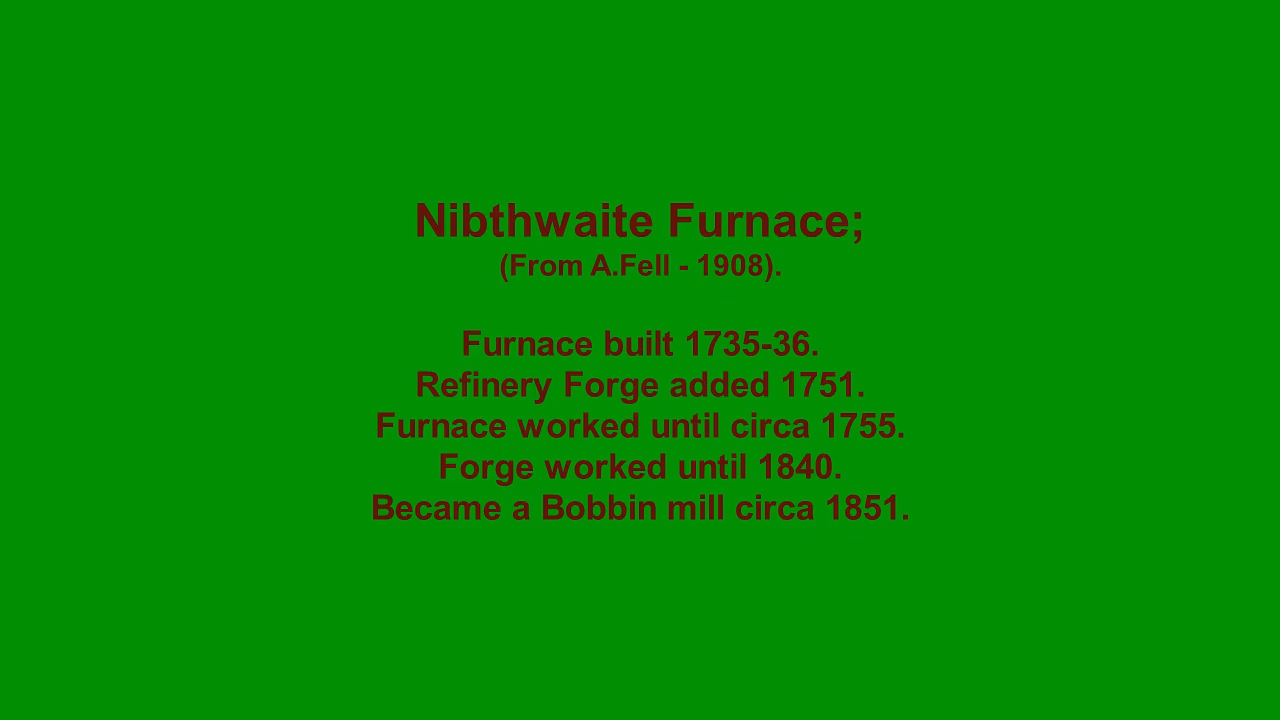 Nibthwaite Furnace;
(From A.Fell - 1908).
Furnace built 1735-36.
Refinery Forge added 1751.
Furnace worked until circa 1755.
Forge worked until 1840.
Became a Bobbin mill circa 1851.